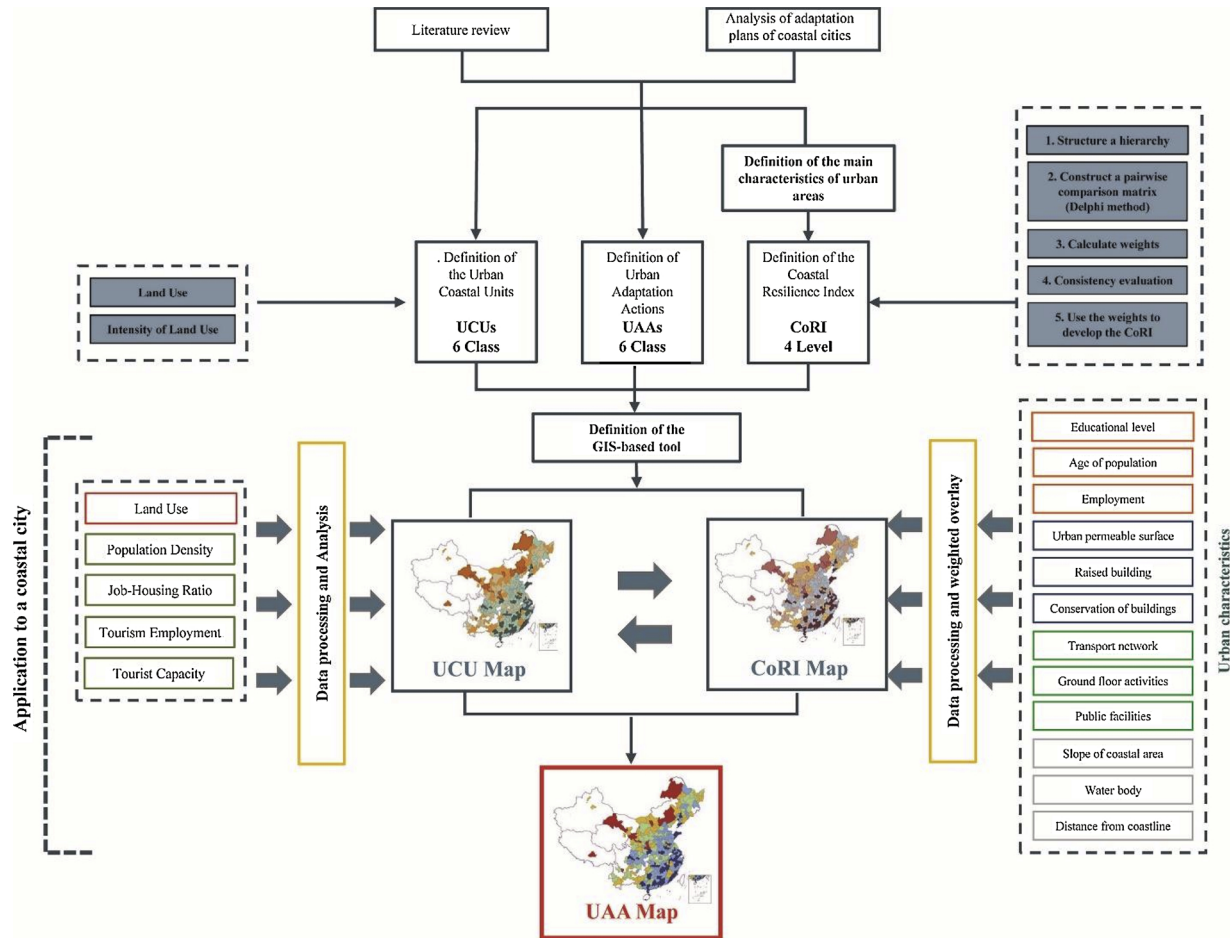 Literature review
Analysis of adaptation
plans of coastal cities
Definition of the main
characteristics of urban
areas
1. Structure a hierarchy
2. Construct a pairwise
comparison matrix
(Delphi method)
3. Calculate weights
4. Consistency evaluation
5. Use the weights to
develop the CoRI
Land Use
Intensity of Land Use
. Definition of
the Urban
Coastal Units
UCUs
6 Class
Definition of
Urban
Adaptation
Actions
UAAs
6 Class
Definition of the
Coastal
Resilience Index
CoRI
4 Level
Definition of the
GIS-based tool
Application to a coastal city
Land Use
Population Density
Job-Housing Ratio
Tourism Employment
Tourist Capacity
Data processing and Analysis
UCU Map
CoRI Map
Data processing and weighted overlay
Educational level
Age of population
Employment
Urban permeable surface
Raised building
Conservation of buildings
Transport network
Ground floor activities
Public facilities
Slope of coastal area
Water body
Distance from coastline
Urban characteristics
UAA Map